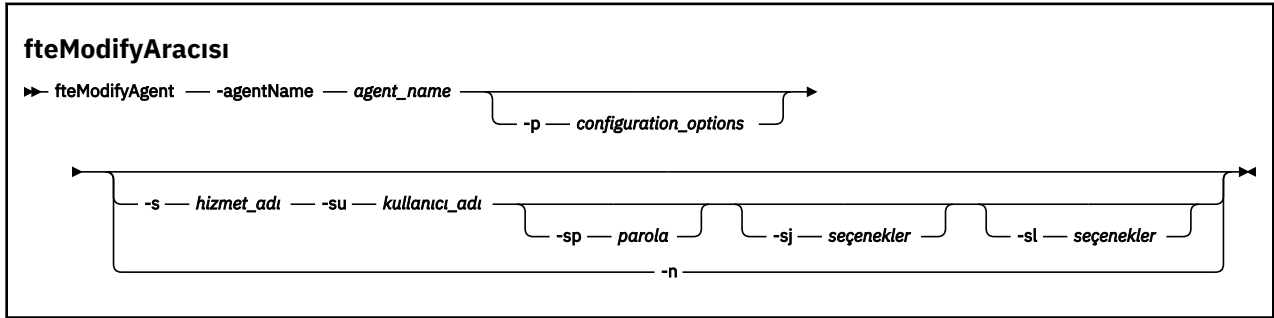 fteModifyAracısı
fteModifyAgent -agentName agent_name
-p configuration_options
-s hizmet_adı -su kullanıcı_adı
-sp parola -sj seçenekler -sl seçenekler
-n